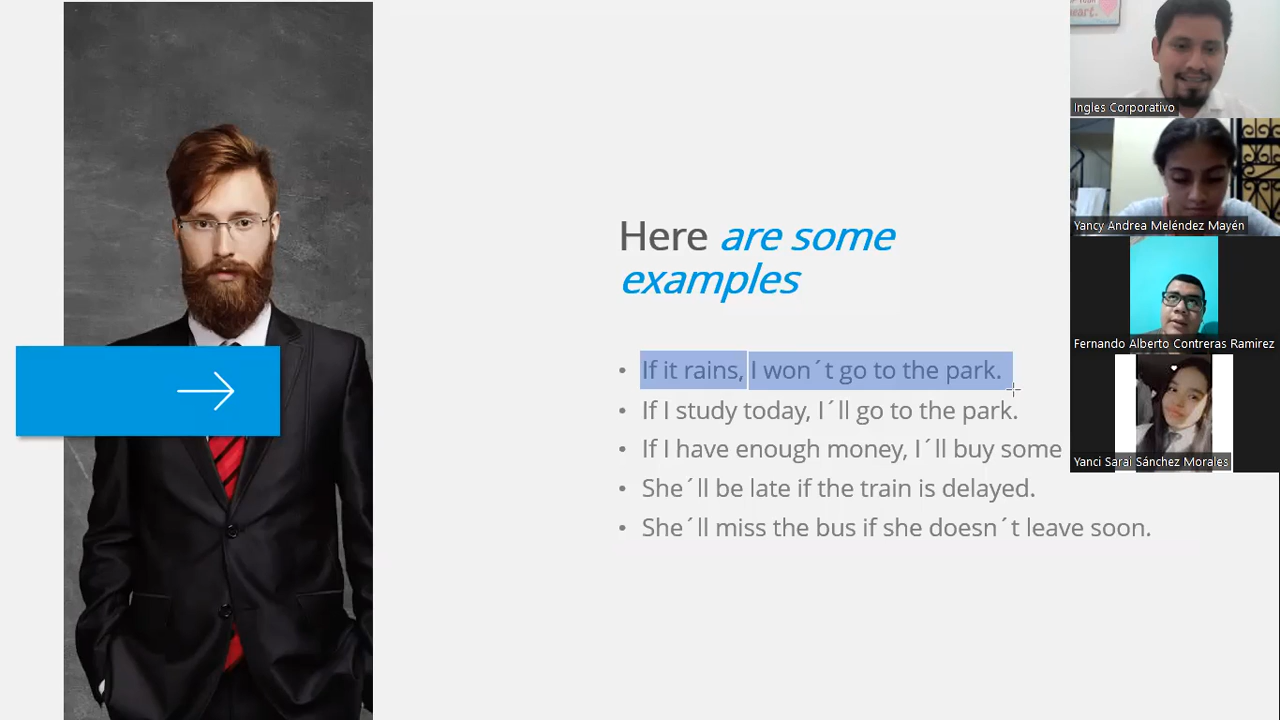 Here are some
examples
• If it rains, I won´t go to the park.
• If I study today, I´ll go to the park.
• If I have enough money, I´ll buy some
• She´ll be late if the train is delayed.
• She´ll miss the bus if she doesn´t leave soon.
heart.
Ingles Corporativo
Yancy Andrea Meléndez Mayén
Fernando Alberto Contreras Ramirez
Yanci Sarai Sánchez Morales